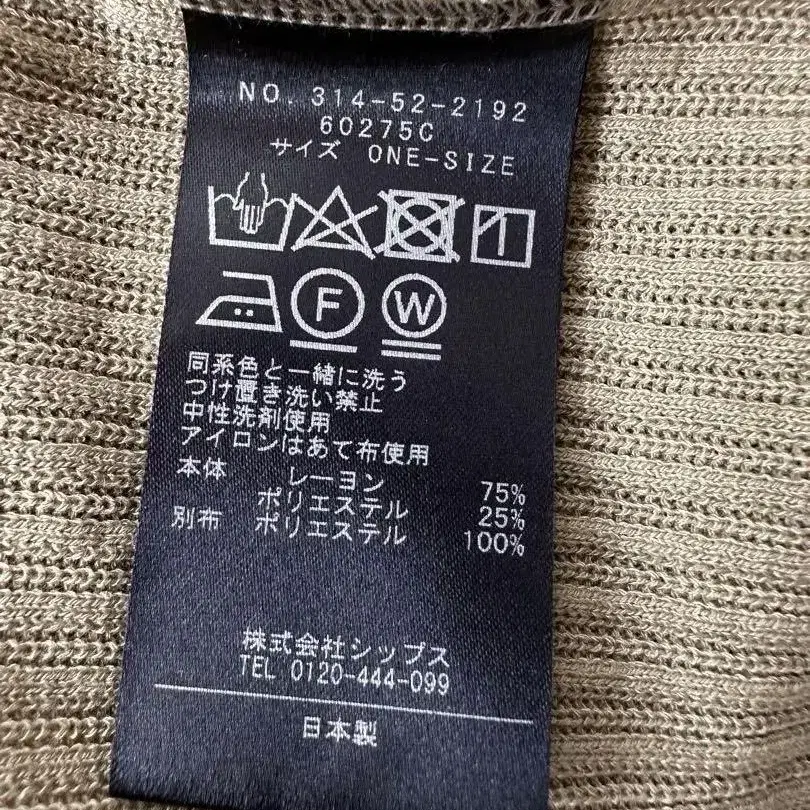 NO. 314-52-2192
60275C
サイズ ONE-SIZE
F W
同系色と一緒に洗う
つけ置き洗い禁止
中性洗剤使用
アイロンはあて布使用
本体 レーヨン 75%
ポリエステル 25%
別布 ポリエステル 100%
株式会社シップス
TEL 0120-444-099
日本製